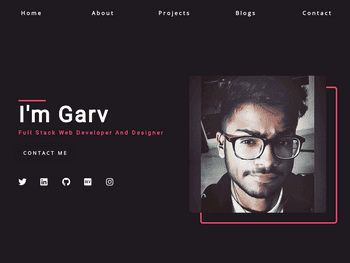 Home About Projects Blogs Contact
I'm Garv
Full Stack Web Developer And Designer
CONTACT ME